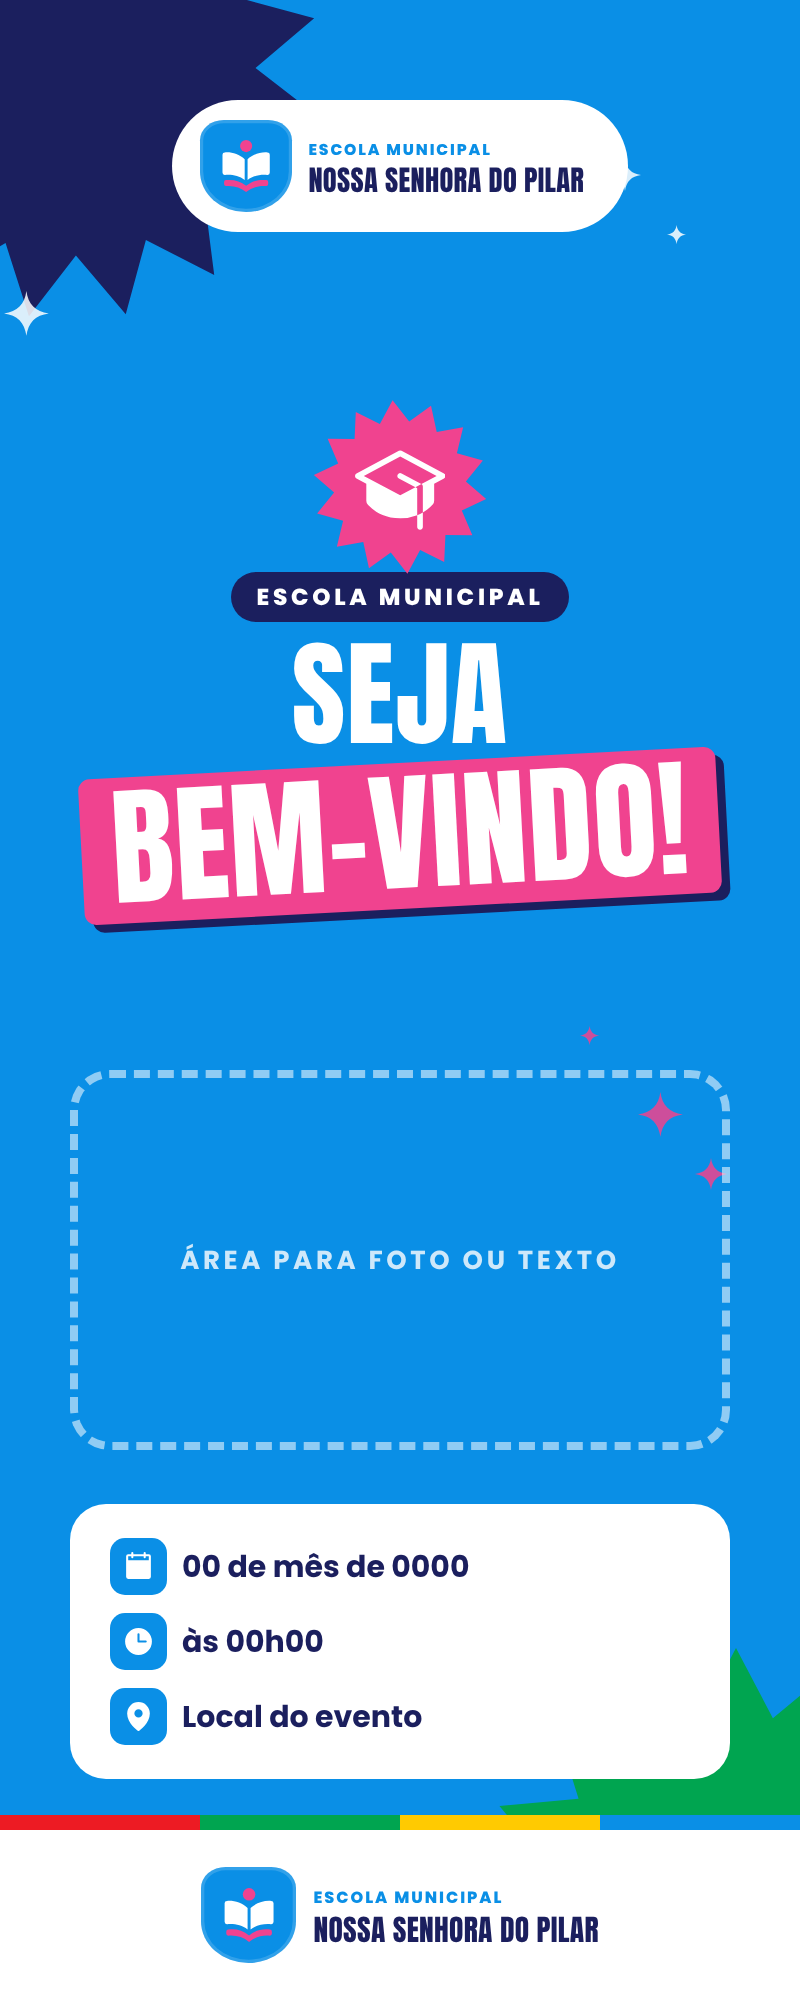 ESCOLA MUNICIPAL
NOSSA SENHORA DO PILAR
ESCOLA MUNICIPAL
SEJA
BEM-VINDO!
ÁREA PARA FOTO OU TEXTO
00 de mês de 0000
às 00h00
Local do evento
ESCOLA MUNICIPAL
NOSSA SENHORA DO PILAR